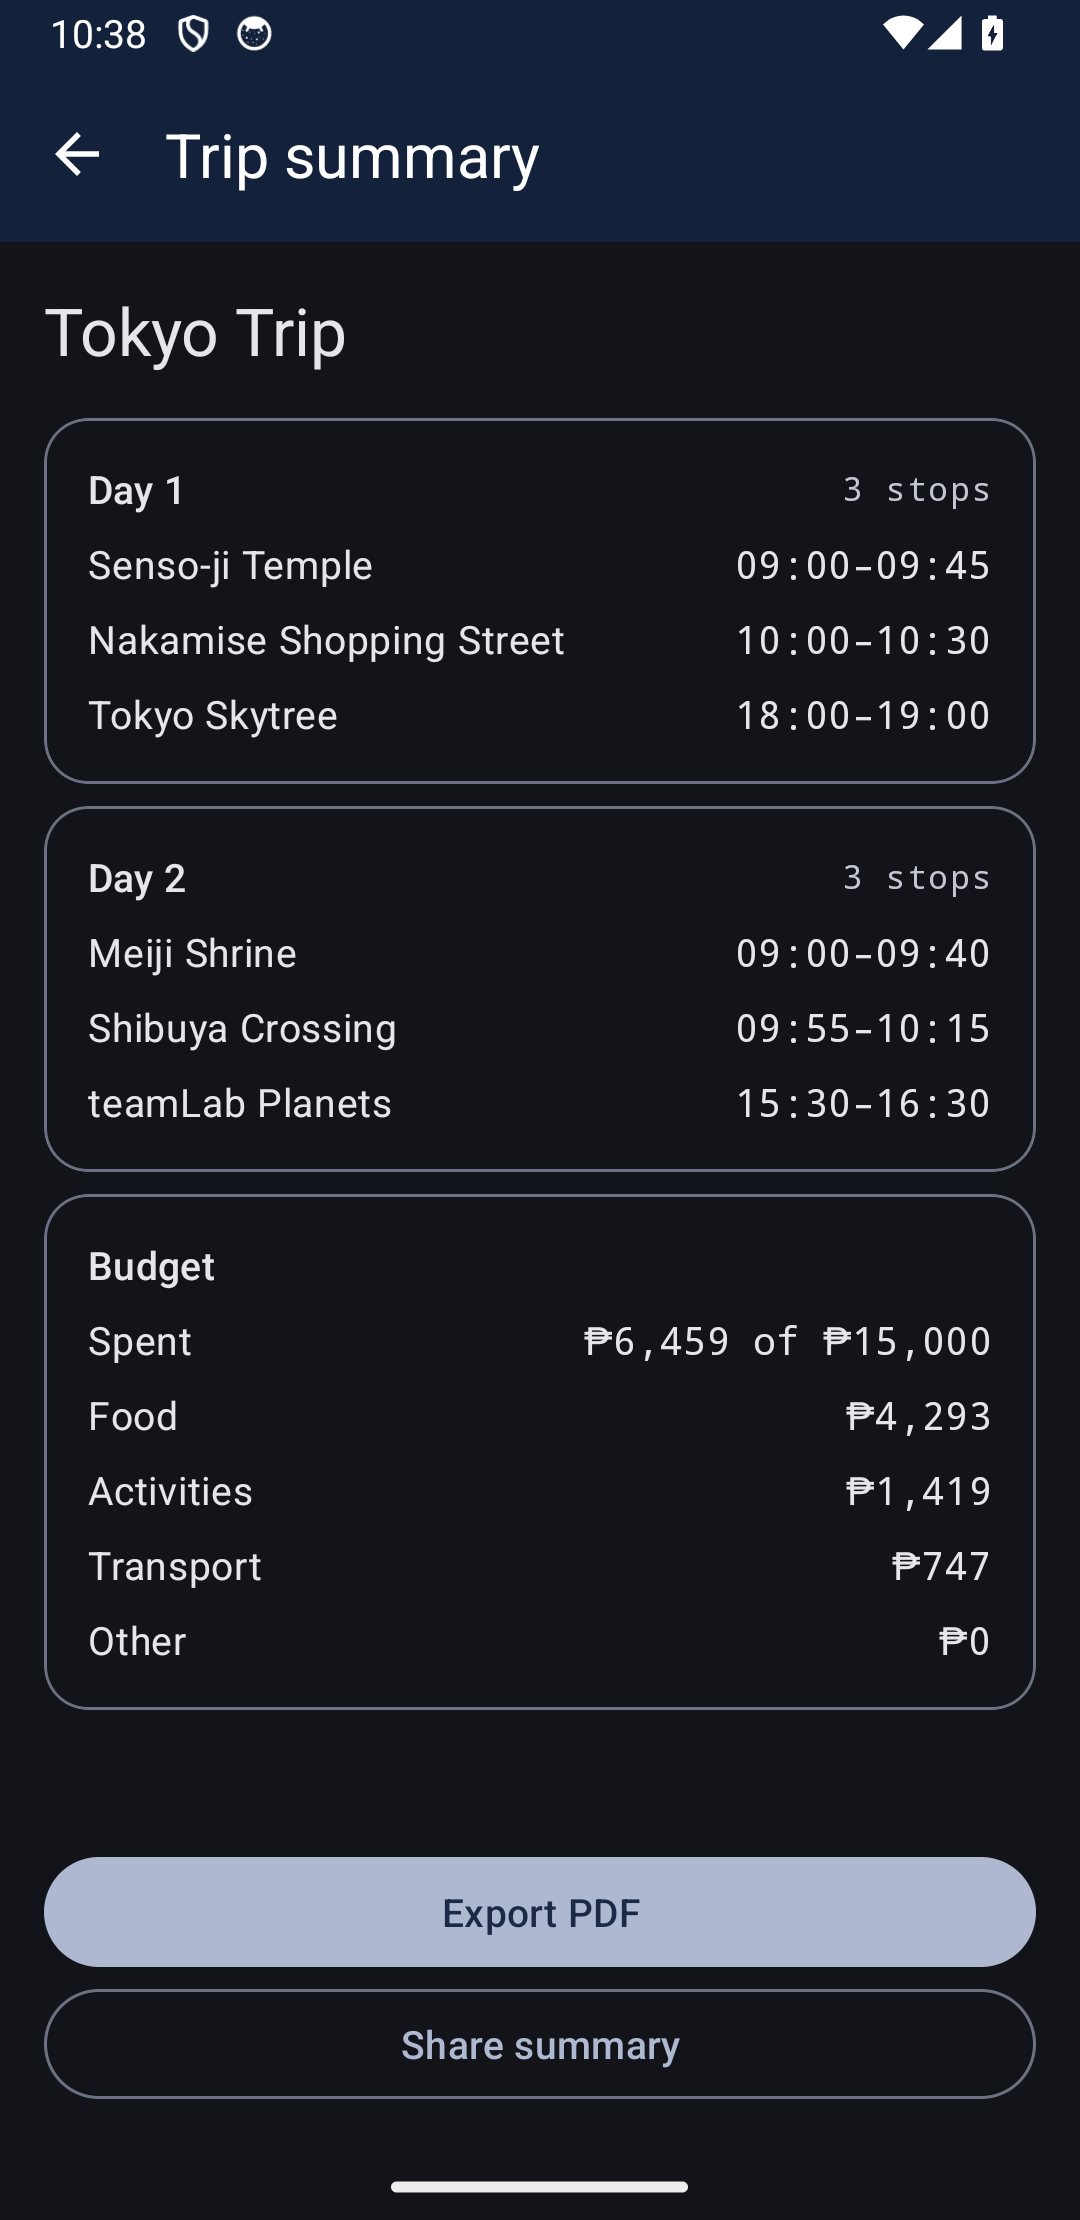 10:38
Trip summary
Tokyo Trip
Day 1 3 stops
Senso-ji Temple 09:00–09:45
Nakamise Shopping Street 10:00–10:30
Tokyo Skytree 18:00–19:00
Day 2 3 stops
Meiji Shrine 09:00–09:40
Shibuya Crossing 09:55–10:15
teamLab Planets 15:30–16:30
Budget
Spent ₱6,459 of ₱15,000
Food ₱4,293
Activities ₱1,419
Transport ₱747
Other ₱0
Export PDF
Share summary